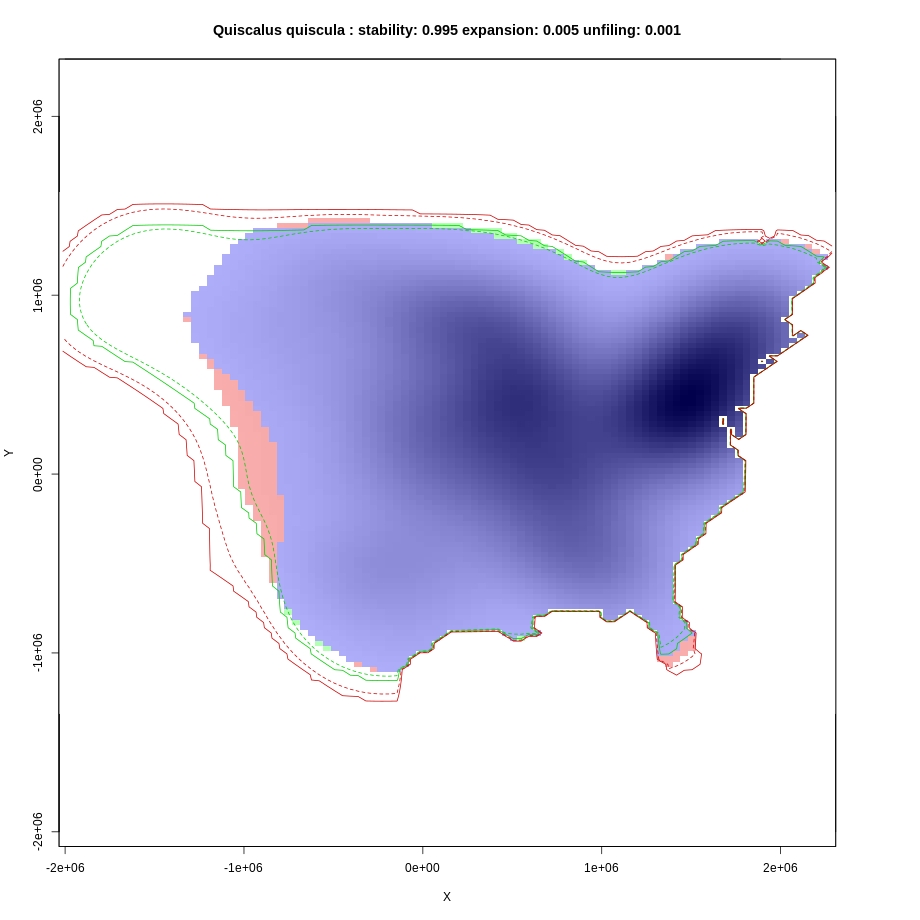 Quiscalus quiscula : stability: 0.995 expansion: 0.005 unfiling: 0.001
2e+06
1e+06
0e+00
-1e+06
-2e+06
Y
-2e+06 -1e+06 0e+00 1e+06 2e+06
X